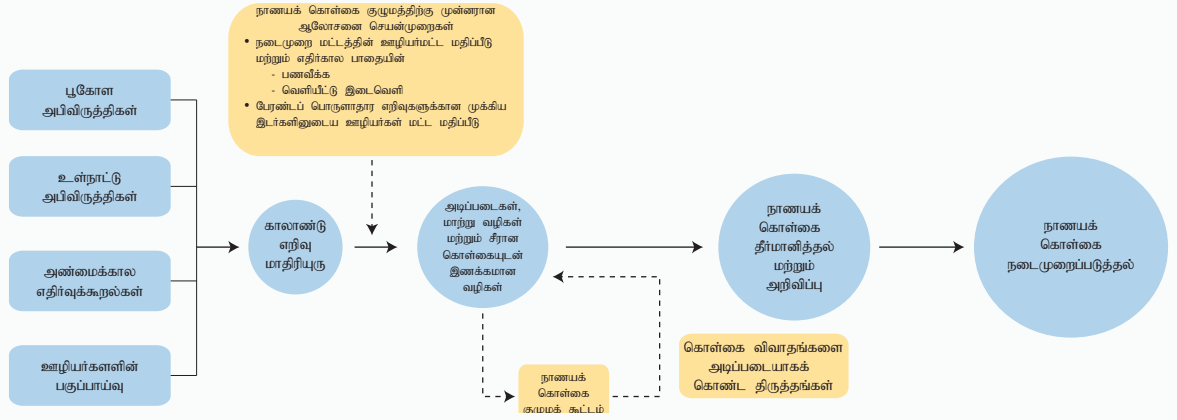 நாணயக் கொள்கை குழுமத்திற்கு முன்னரான
ஆலோசனை செயன்முறைகள்
• நடைமுறை மட்டத்தின் ஊழியர்மட்ட மதிப்பீடு
மற்றும் எதிர்கால பாதையின்
- பணவீக்க
- வெளியீட்டு இடைவெளி
• பேரண்டப் பொருளாதார எறிவுகளுக்கான முக்கிய
இடர்களினுடைய ஊழியர்கள் மட்ட மதிப்பீடு
பூகோள
அபிவிருத்திகள்
உள்நாட்டு
அபிவிருத்திகள்
அண்மைக்கால
எதிர்வுக்கூறல்கள்
ஊழியர்களளின்
பகுப்பாய்வு
காலாண்டு
எறிவு
மாதிரியுரு
அடிப்படைகள்,
மாற்று வழிகள்
மற்றும் சீரான
கொள்கையுடன்
இணக்கமான
வழிகள்
நாணயக்
கொள்கை
தீர்மானித்தல்
மற்றும்
அறிவிப்பு
நாணயக்
கொள்கை
நடைமுறைப்படுத்தல்
நாணயக்
கொள்கை
குழுமக் கூட்டம்
கொள்கை விவாதங்களை
அடிப்படையாகக்
கொண்ட திருத்தங்கள்